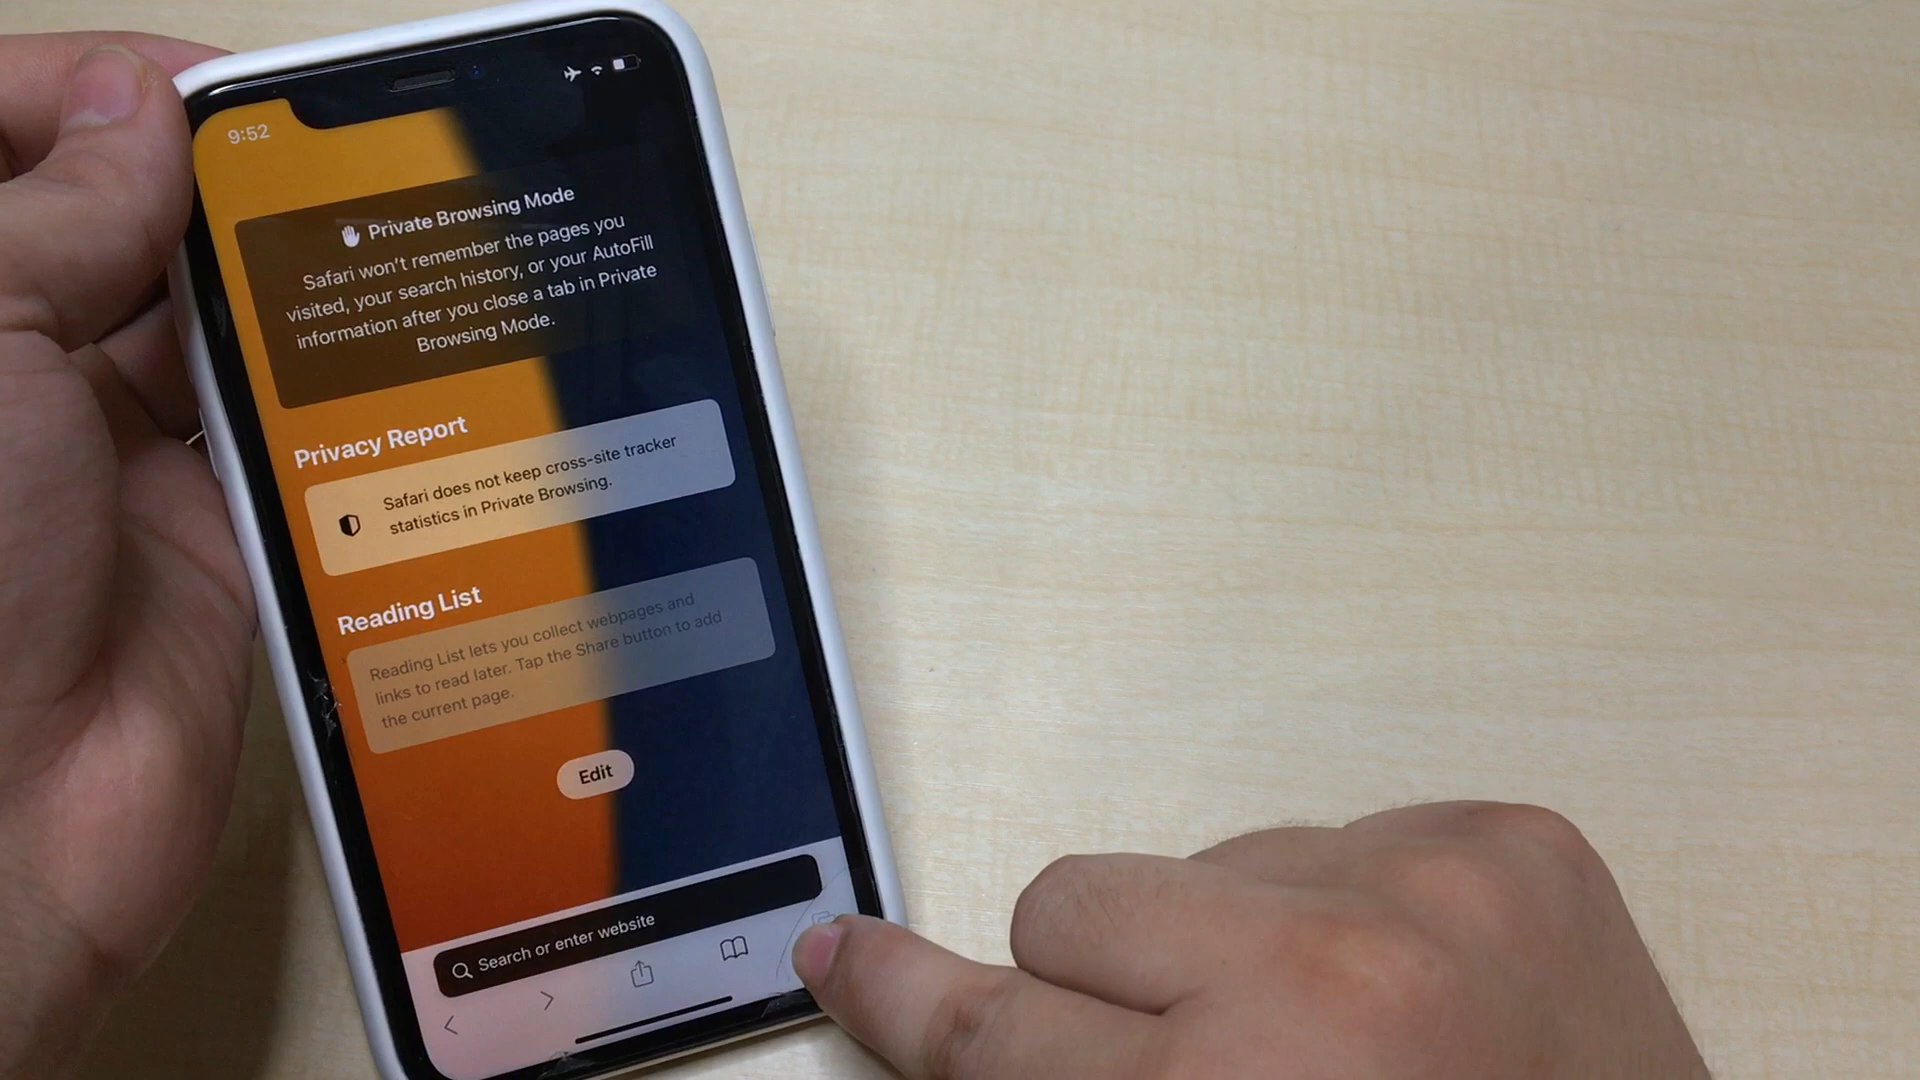 9:52
Private Browsing Mode
Safari won't remember the pages you
visited, your search history, or your AutoFill
information after you close a tab in Private
Browsing Mode.
Privacy Report
Safari does not keep cross-site tracker
statistics in Private Browsing.
Reading List
Reading List lets you collect webpages and
links to read later. Tap the Share button to add
the current page.
Edit
Search or enter website